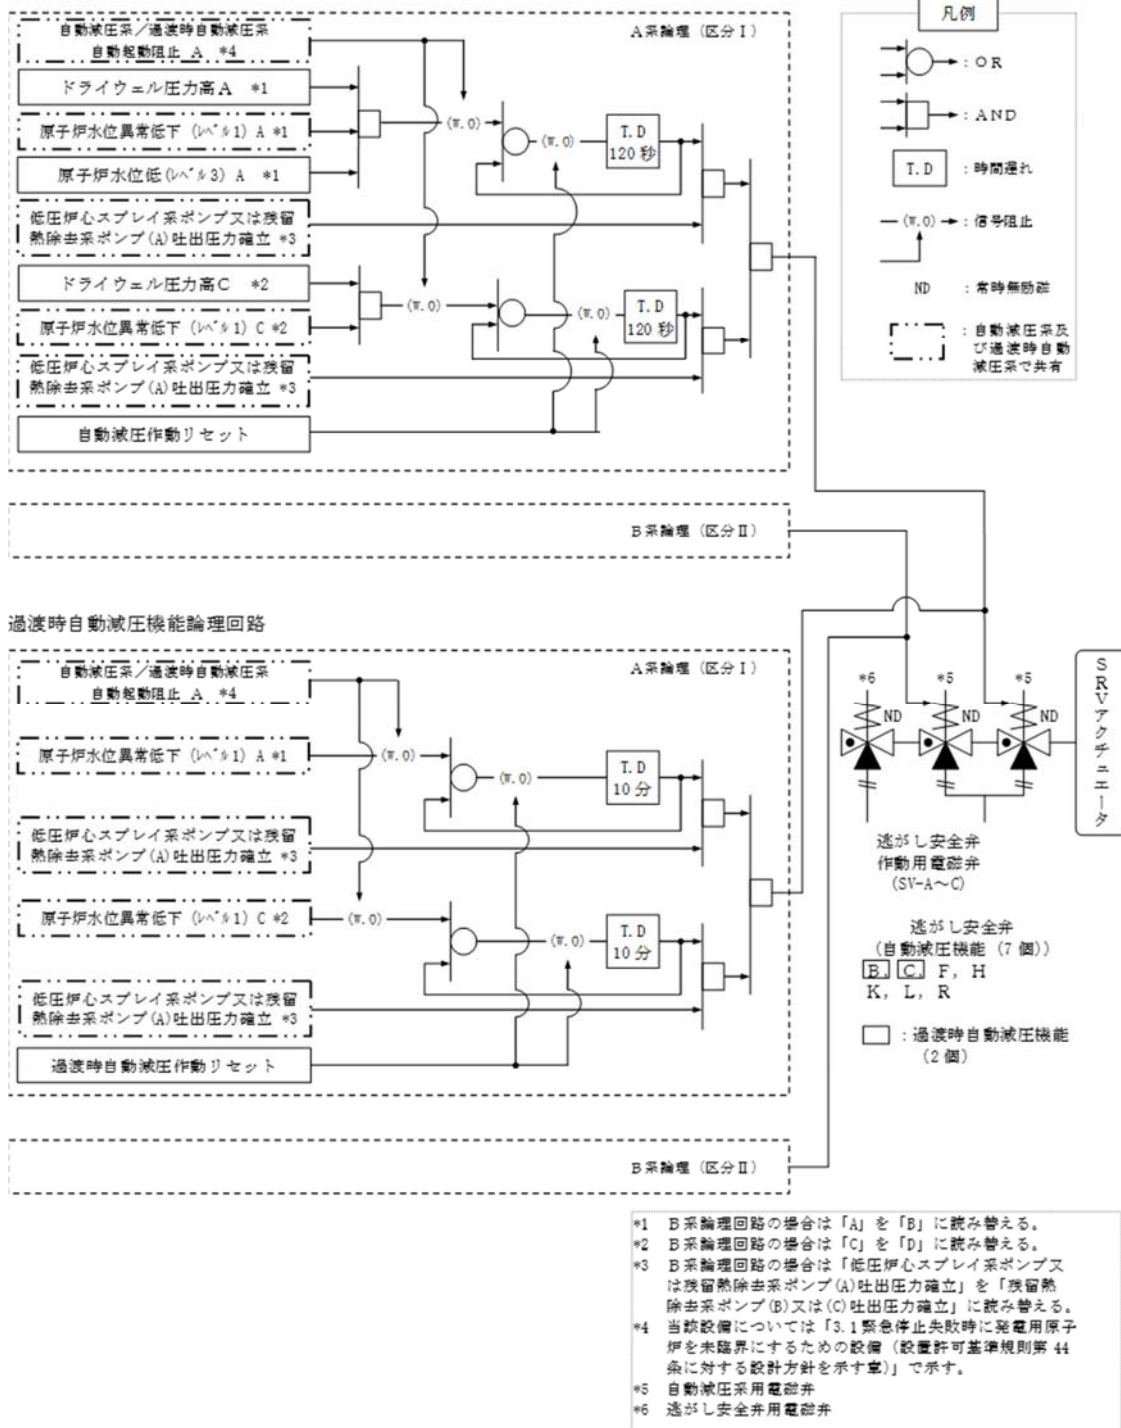 自動減圧系/過渡時自動減圧系
自動起動阻止 A *4
ドライウェル圧力高A *1
原子炉水位異常低下 (ﾚﾍﾞﾙ1) A *1
原子炉水位低(ﾚﾍﾞﾙ3) A *1
低圧炉心スプレイ系ポンプ又は残留
熱除去系ポンプ(A)吐出圧力確立 *3
ドライウェル圧力高C *2
原子炉水位異常低下 (ﾚﾍﾞﾙ1) C *2
低圧炉心スプレイ系ポンプ又は残留
熱除去系ポンプ(A)吐出圧力確立 *3
自動減圧作動リセット
A系論理 (区分Ⅰ)
(W.O)
(W.O)
T.D
120秒
(W.O)
(W.O)
T.D
120秒
凡例
: OR
: AND
T.D : 時間遅れ
(W.O) : 信号阻止
ND : 常時無励磁
: 自動減圧系及
び過渡時自動
減圧系で共有
B系論理 (区分Ⅱ)
過渡時自動減圧機能論理回路
自動減圧系/過渡時自動減圧系
自動起動阻止 A *4
原子炉水位異常低下 (ﾚﾍﾞﾙ1) A *1
低圧炉心スプレイ系ポンプ又は残留
熱除去系ポンプ(A)吐出圧力確立 *3
原子炉水位異常低下 (ﾚﾍﾞﾙ1) C *2
低圧炉心スプレイ系ポンプ又は残留
熱除去系ポンプ(A)吐出圧力確立 *3
過渡時自動減圧作動リセット
A系論理 (区分Ⅰ)
(W.O)
(W.O)
T.D
10分
(W.O)
(W.O)
T.D
10分
B系論理 (区分Ⅱ)
*6
*5
*5
ND
ND
ND
SRVアクチュエータ
逃がし安全弁
作動用電磁弁
(SV-A～C)
逃がし安全弁
(自動減圧機能 (7個))
B, C, F, H
K, L, R
: 過渡時自動減圧機能
(2個)
*1 B系論理回路の場合は「A」を「B」に読み替える。
*2 B系論理回路の場合は「C」を「D」に読み替える。
*3 B系論理回路の場合は「低圧炉心スプレイ系ポンプ又
は残留熱除去系ポンプ(A)吐出圧力確立」を「残留熱
除去系ポンプ(B)又は(C)吐出圧力確立」に読み替える。
*4 当該設備については「3.1緊急停止失敗時に発電用原子
炉を未臨界にするための設備（設置許可基準規則第 44
条に対する設計方針を示す章）」で示す。
*5 自動減圧系用電磁弁
*6 逃がし安全弁用電磁弁